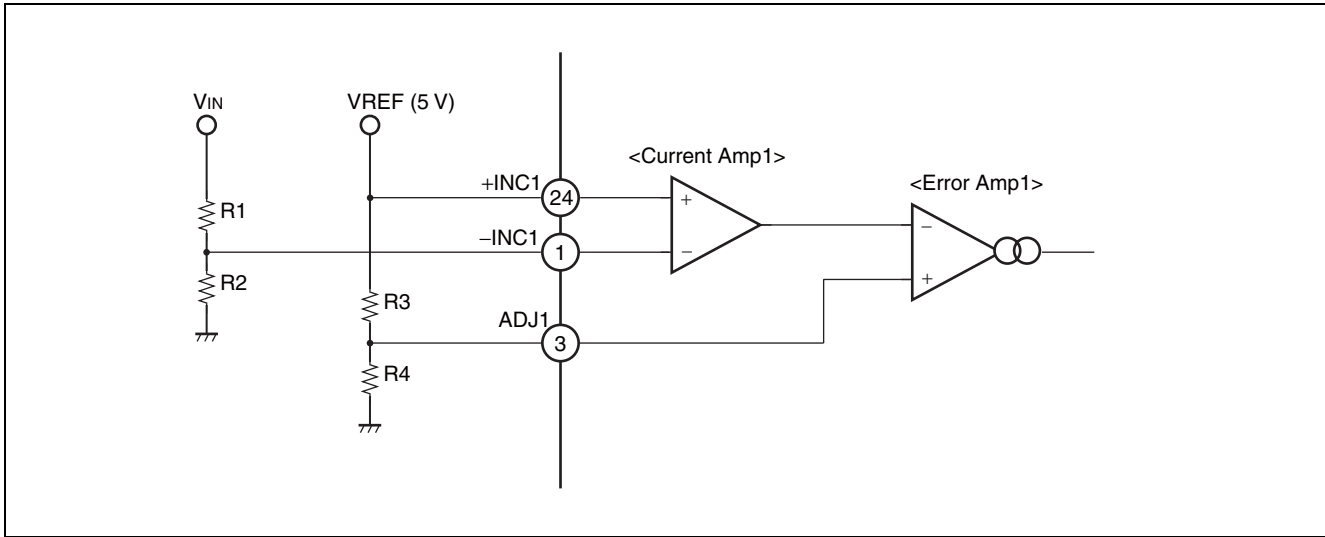 VIN
VREF (5 V)
<Current Amp1>
<Error Amp1>
+INC1
24
+
−
R1
−INC1
1
−
+
R2
R3
ADJ1
3
R4